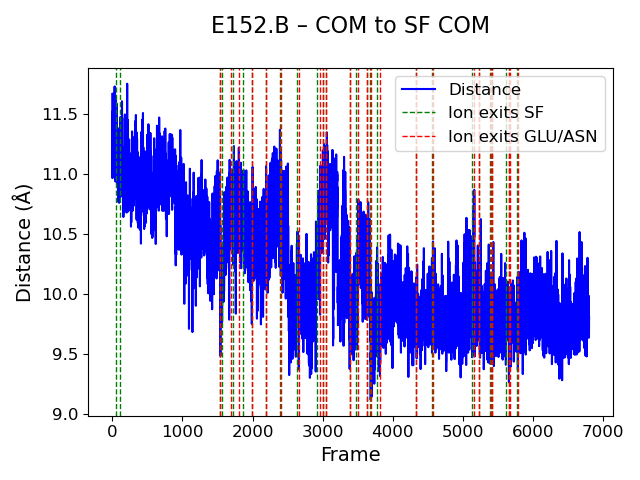 E152.B – COM to SF COM
Distance (Å)
11.5
11.0
10.5
10.0
9.5
9.0
Distance
Ion exits SF
Ion exits GLU/ASN
0
1000
2000
3000
4000
5000
6000
7000
Frame